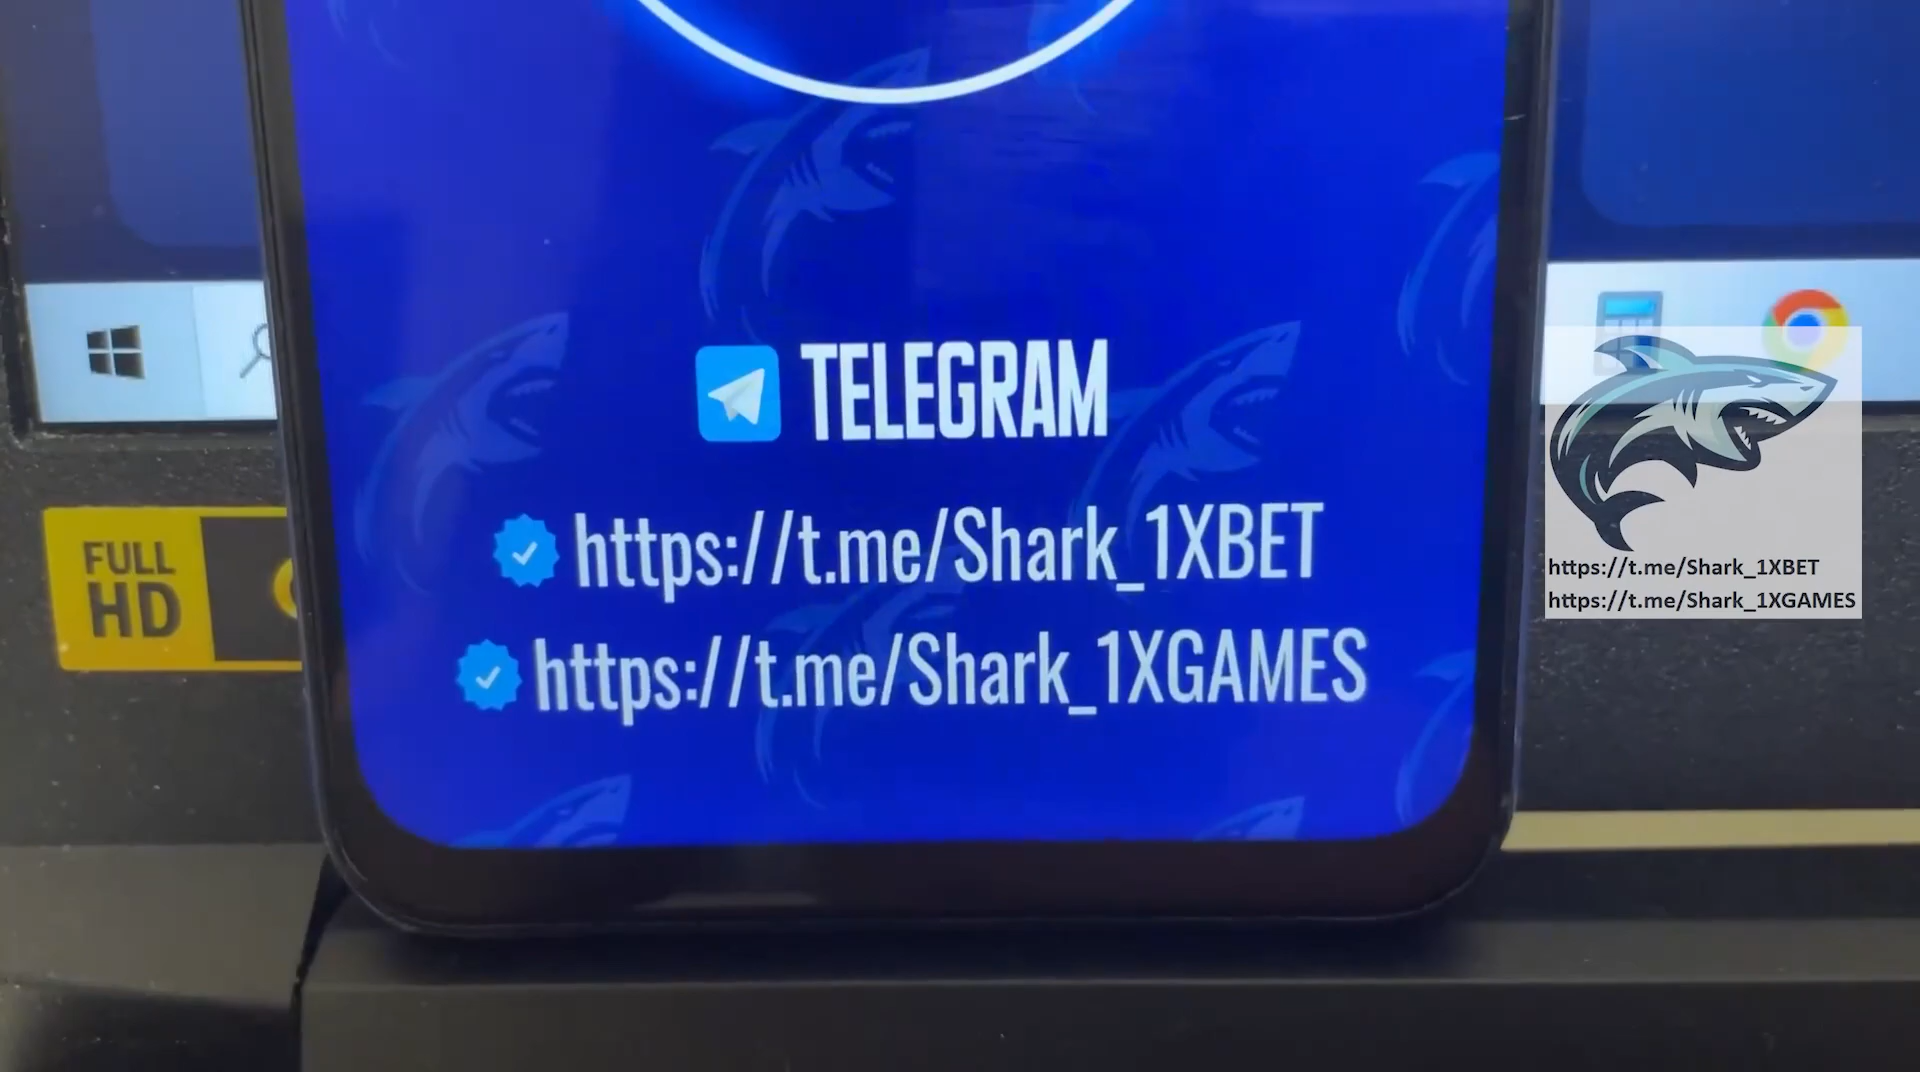 TELEGRAM
https://t.me/Shark_1XBET
https://t.me/Shark_1XGAMES
FULL
HD
https://t.me/Shark_1XBET
https://t.me/Shark_1XGAMES